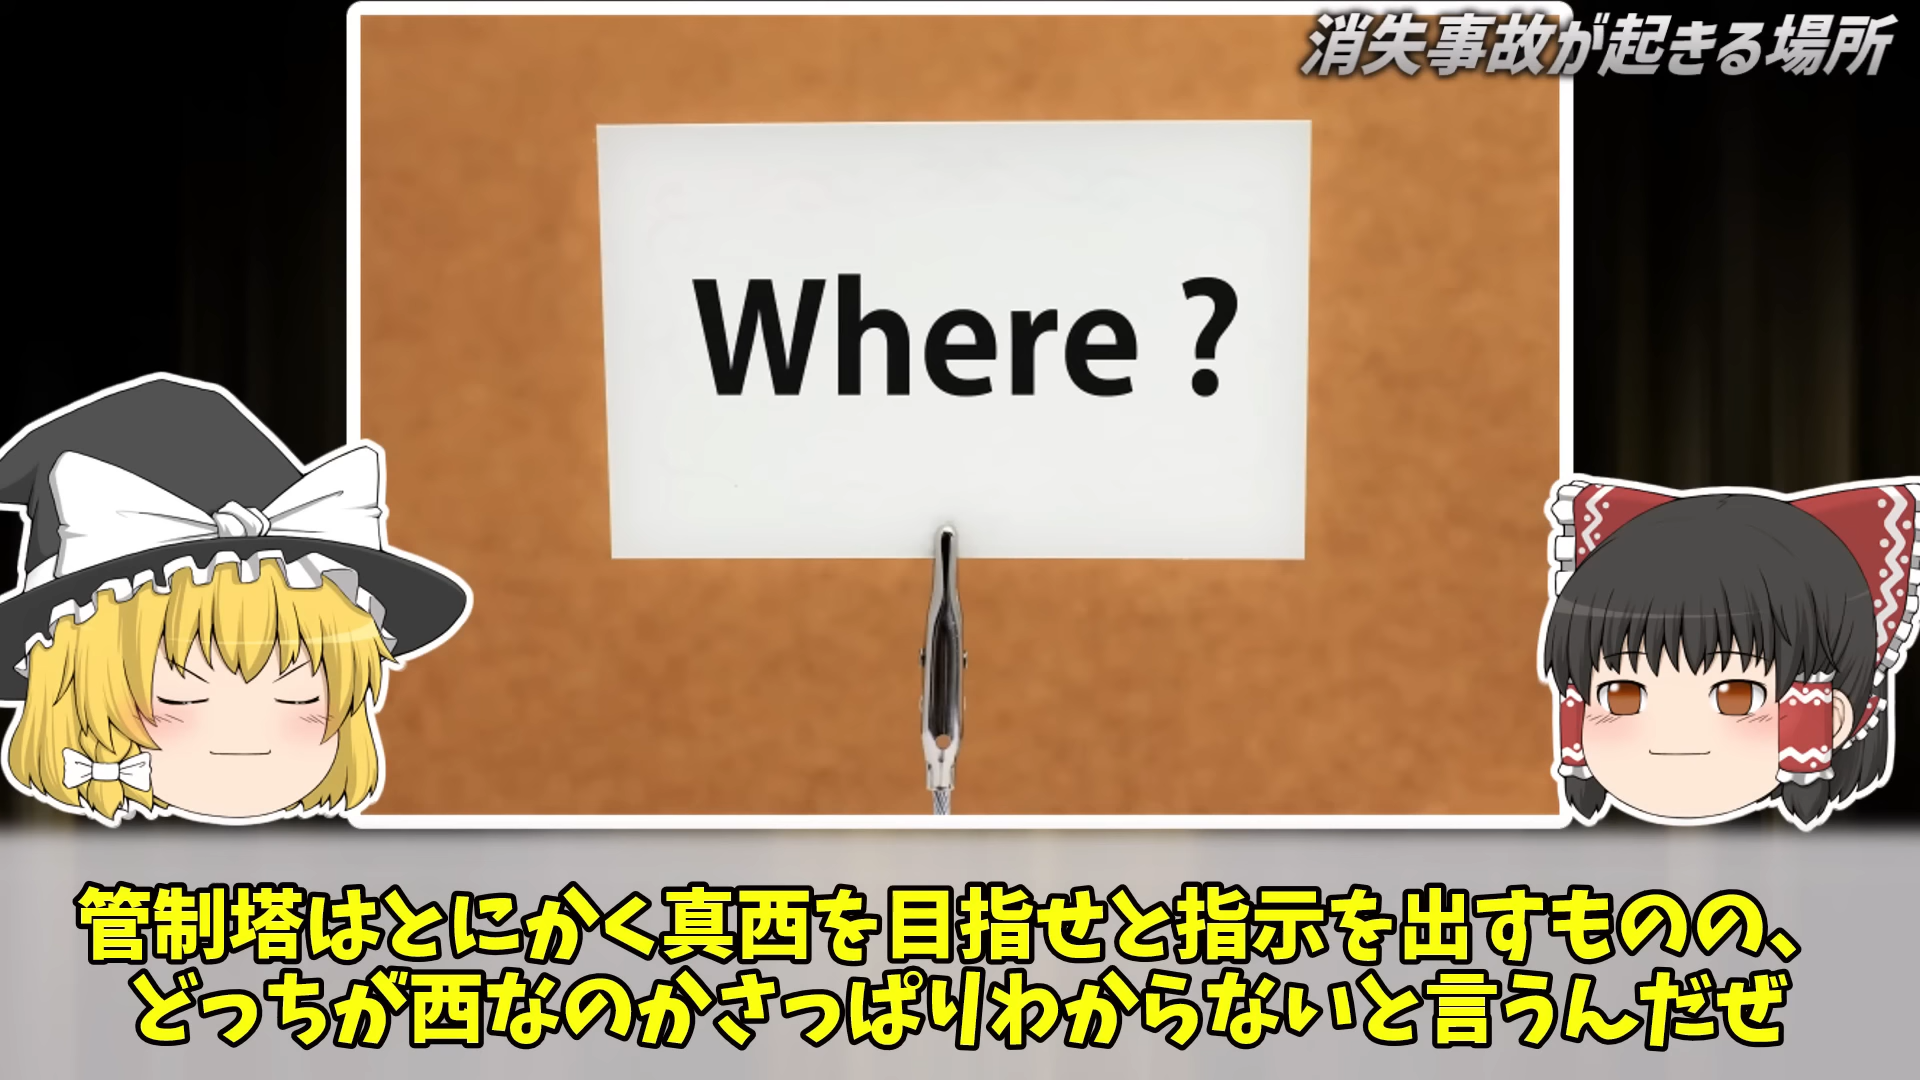 消失事故が起きる場所
Where ?
管制塔はとにかく真西を目指せと指示を出すものの、
どっちが西なのかさっぱりわからないと言うんだぜ